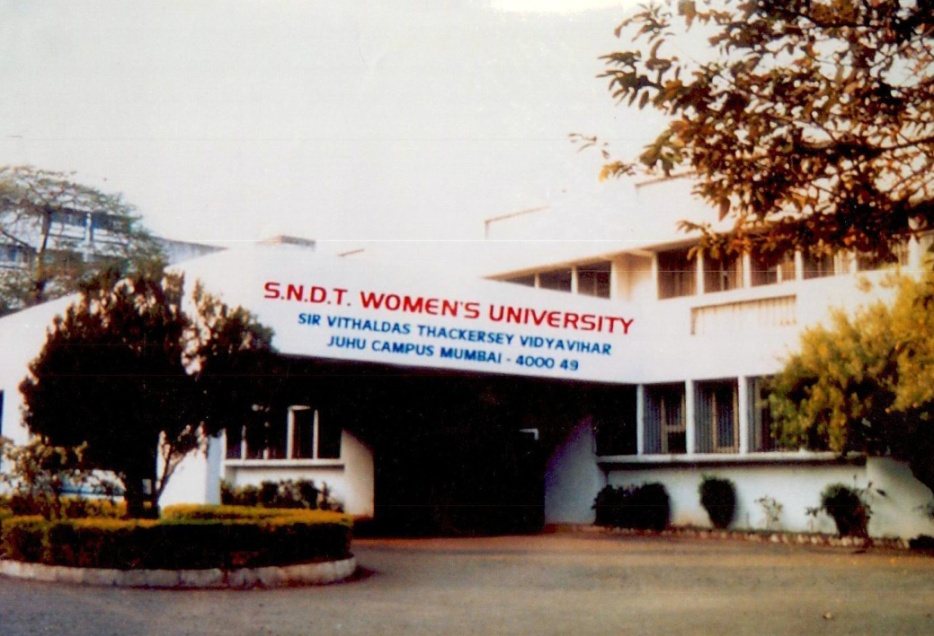 S.N.D.T. WOMEN'S UNIVERSITY
SIR VITHALDAS THACKERSEY VIDYAVIHAR
JUHU CAMPUS MUMBAI - 4000 49